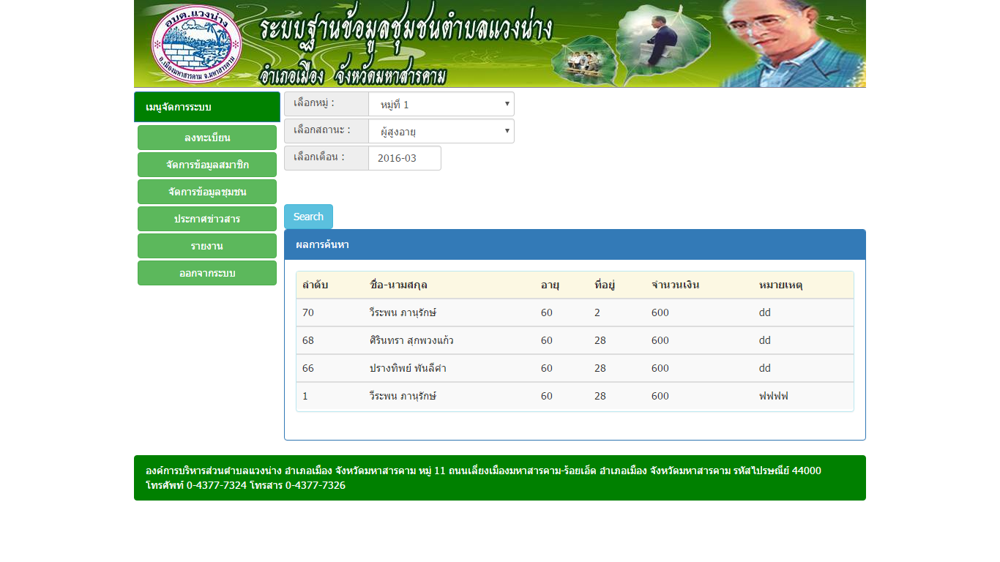 อบต.แวงน่าง
อ.เมืองมหาสารคาม จ.มหาสารคาม
ระบบฐานข้อมูลชุมชนตำบลแวงน่าง
อำเภอเมือง จังหวัดมหาสารคาม
เมนูจัดการระบบ
ลงทะเบียน
จัดการข้อมูลสมาชิก
จัดการข้อมูลชุมชน
ประกาศข่าวสาร
รายงาน
ออกจากระบบ
เลือกหมู่ : หมู่ที่ 1
เลือกสถานะ : ผู้สูงอายุ
เลือกเดือน : 2016-03
Search
ผลการค้นหา
ลำดับ ชื่อ-นามสกุล อายุ ที่อยู่ จำนวนเงิน หมายเหตุ
70 วีระพน ภานุรักษ์ 60 2 600 dd
68 ศิรินทรา สุกพวงแก้ว 60 28 600 dd
66 ปรางทิพย์ พันลีศา 60 28 600 dd
1 วีระพน ภานุรักษ์ 60 28 600 ฟฟฟฟ
องค์การบริหารส่วนตำบลแวงน่าง อำเภอเมือง จังหวัดมหาสารคาม หมู่ 11 ถนนเลี่ยงเมืองมหาสารคาม-ร้อยเอ็ด อำเภอเมือง จังหวัดมหาสารคาม รหัสไปรษณีย์ 44000
โทรศัพท์ 0-4377-7324 โทรสาร 0-4377-7326